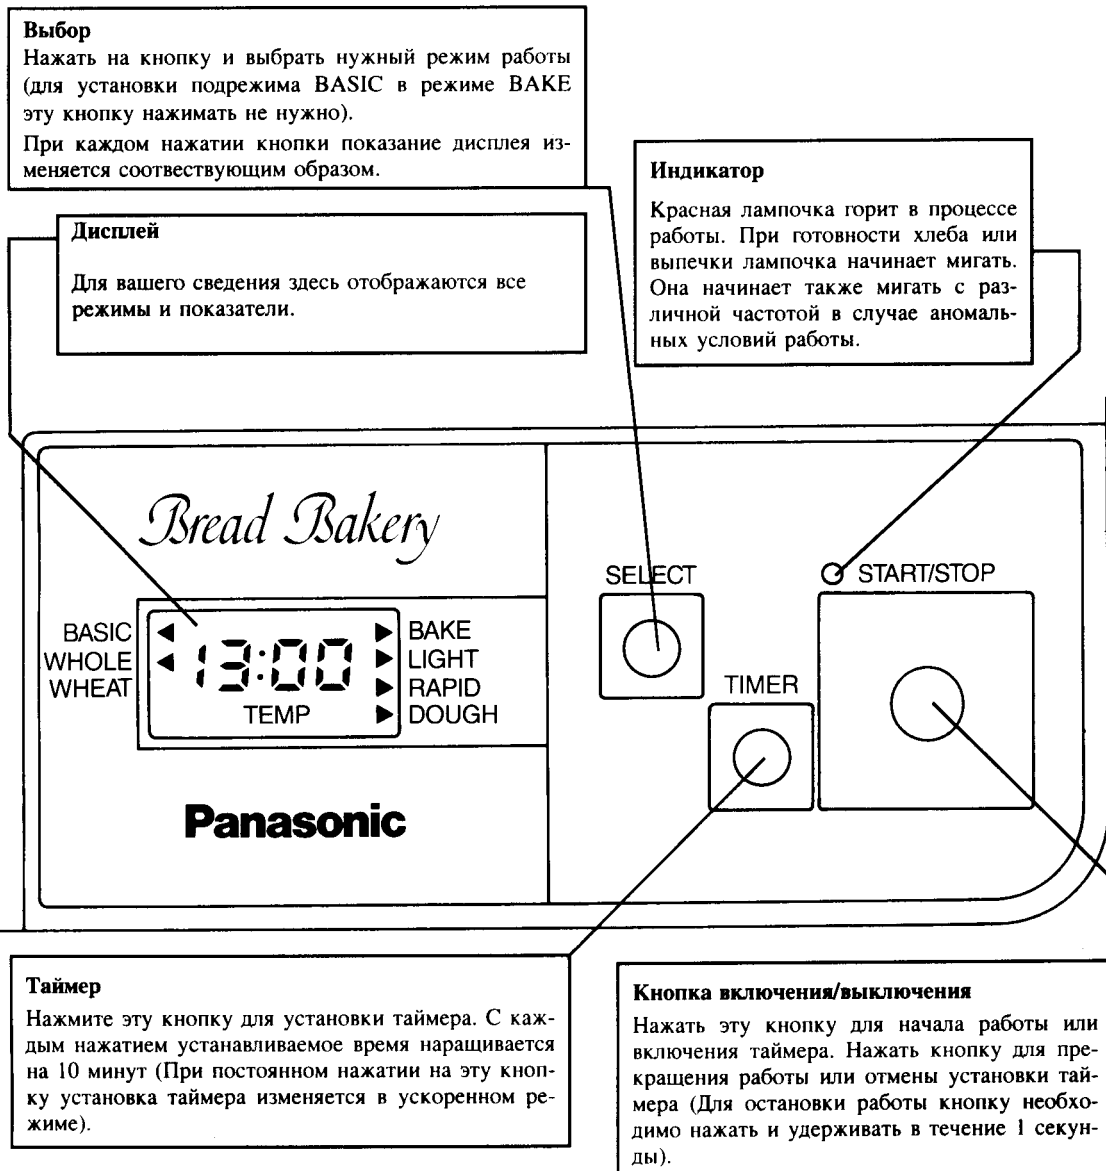 Выбор
Нажать на кнопку и выбрать нужный режим работы
(для установки подрежима BASIC в режиме BAKE
эту кнопку нажимать не нужно).
При каждом нажатии кнопки показание дисплея из-
меняется соотвествующим образом.
Дисплей
Для вашего сведения здесь отображаются все
режимы и показатели.
Индикатор
Красная лампочка горит в процессе
работы. При готовности хлеба или
выпечки лампочка начинает мигать.
Она начинает также мигать с раз-
личной частотой в случае аномаль-
ных условий работы.
Bread Bakery
BASIC
WHOLE
WHEAT
13:00
TEMP
BAKE
LIGHT
RAPID
DOUGH
Panasonic
SELECT
TIMER
START/STOP
Таймер
Нажмите эту кнопку для установки таймера. С каж-
дым нажатием устанавливаемое время наращивается
на 10 минут (При постоянном нажатии на эту кноп-
ку установка таймера изменяется в ускоренном ре-
жиме).
Кнопка включения/выключения
Нажать эту кнопку для начала работы или
включения таймера. Нажать кнопку для пре-
кращения работы или отмены установки тай-
мера (Для остановки работы кнопку необхо-
димо нажать и удерживать в течение 1 секун-
ды).